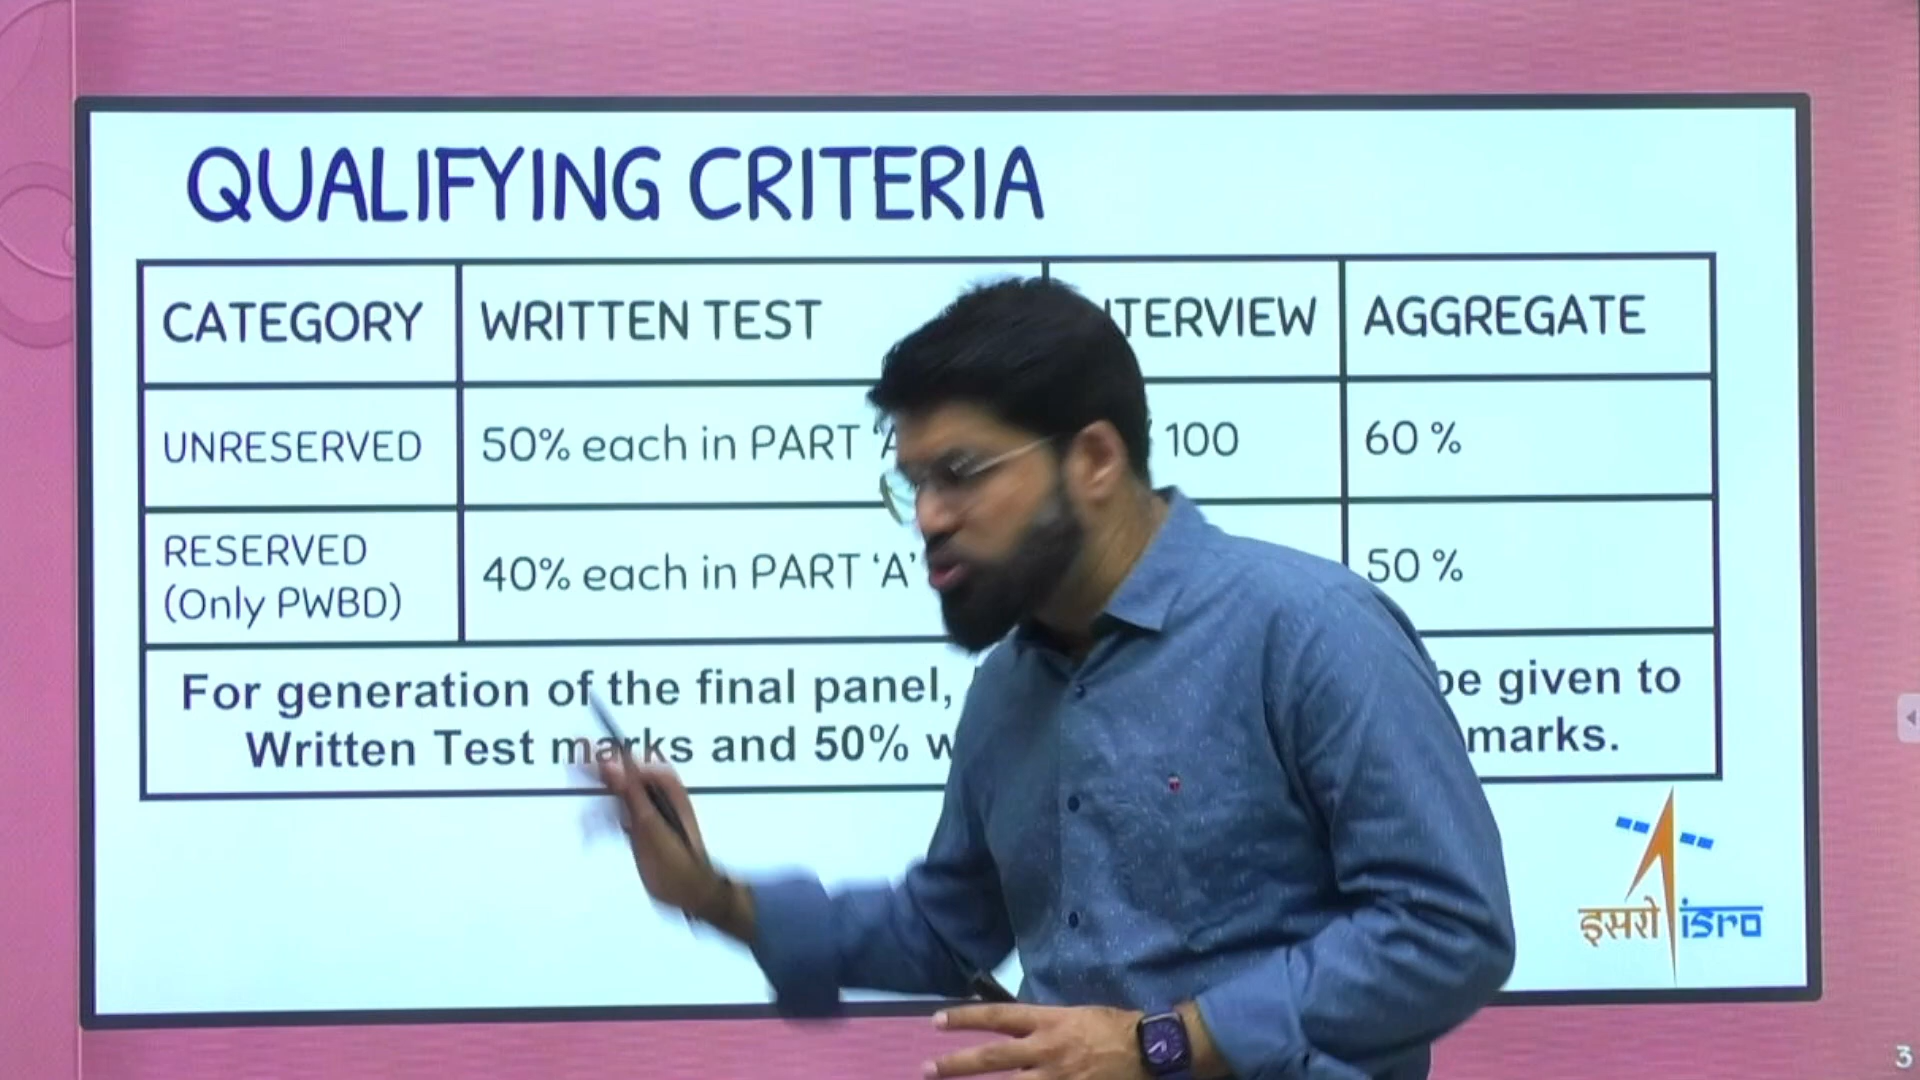 QUALIFYING CRITERIA
CATEGORY WRITTEN TEST AGGREGATE
UNRESERVED 50% each in PART 100 60 %
RESERVED
(Only PWBD)
40% each in PART ‘A’ 50 %
For generation of the final panel, be given to
Written Test marks and 50% marks.
इसरो isro
3